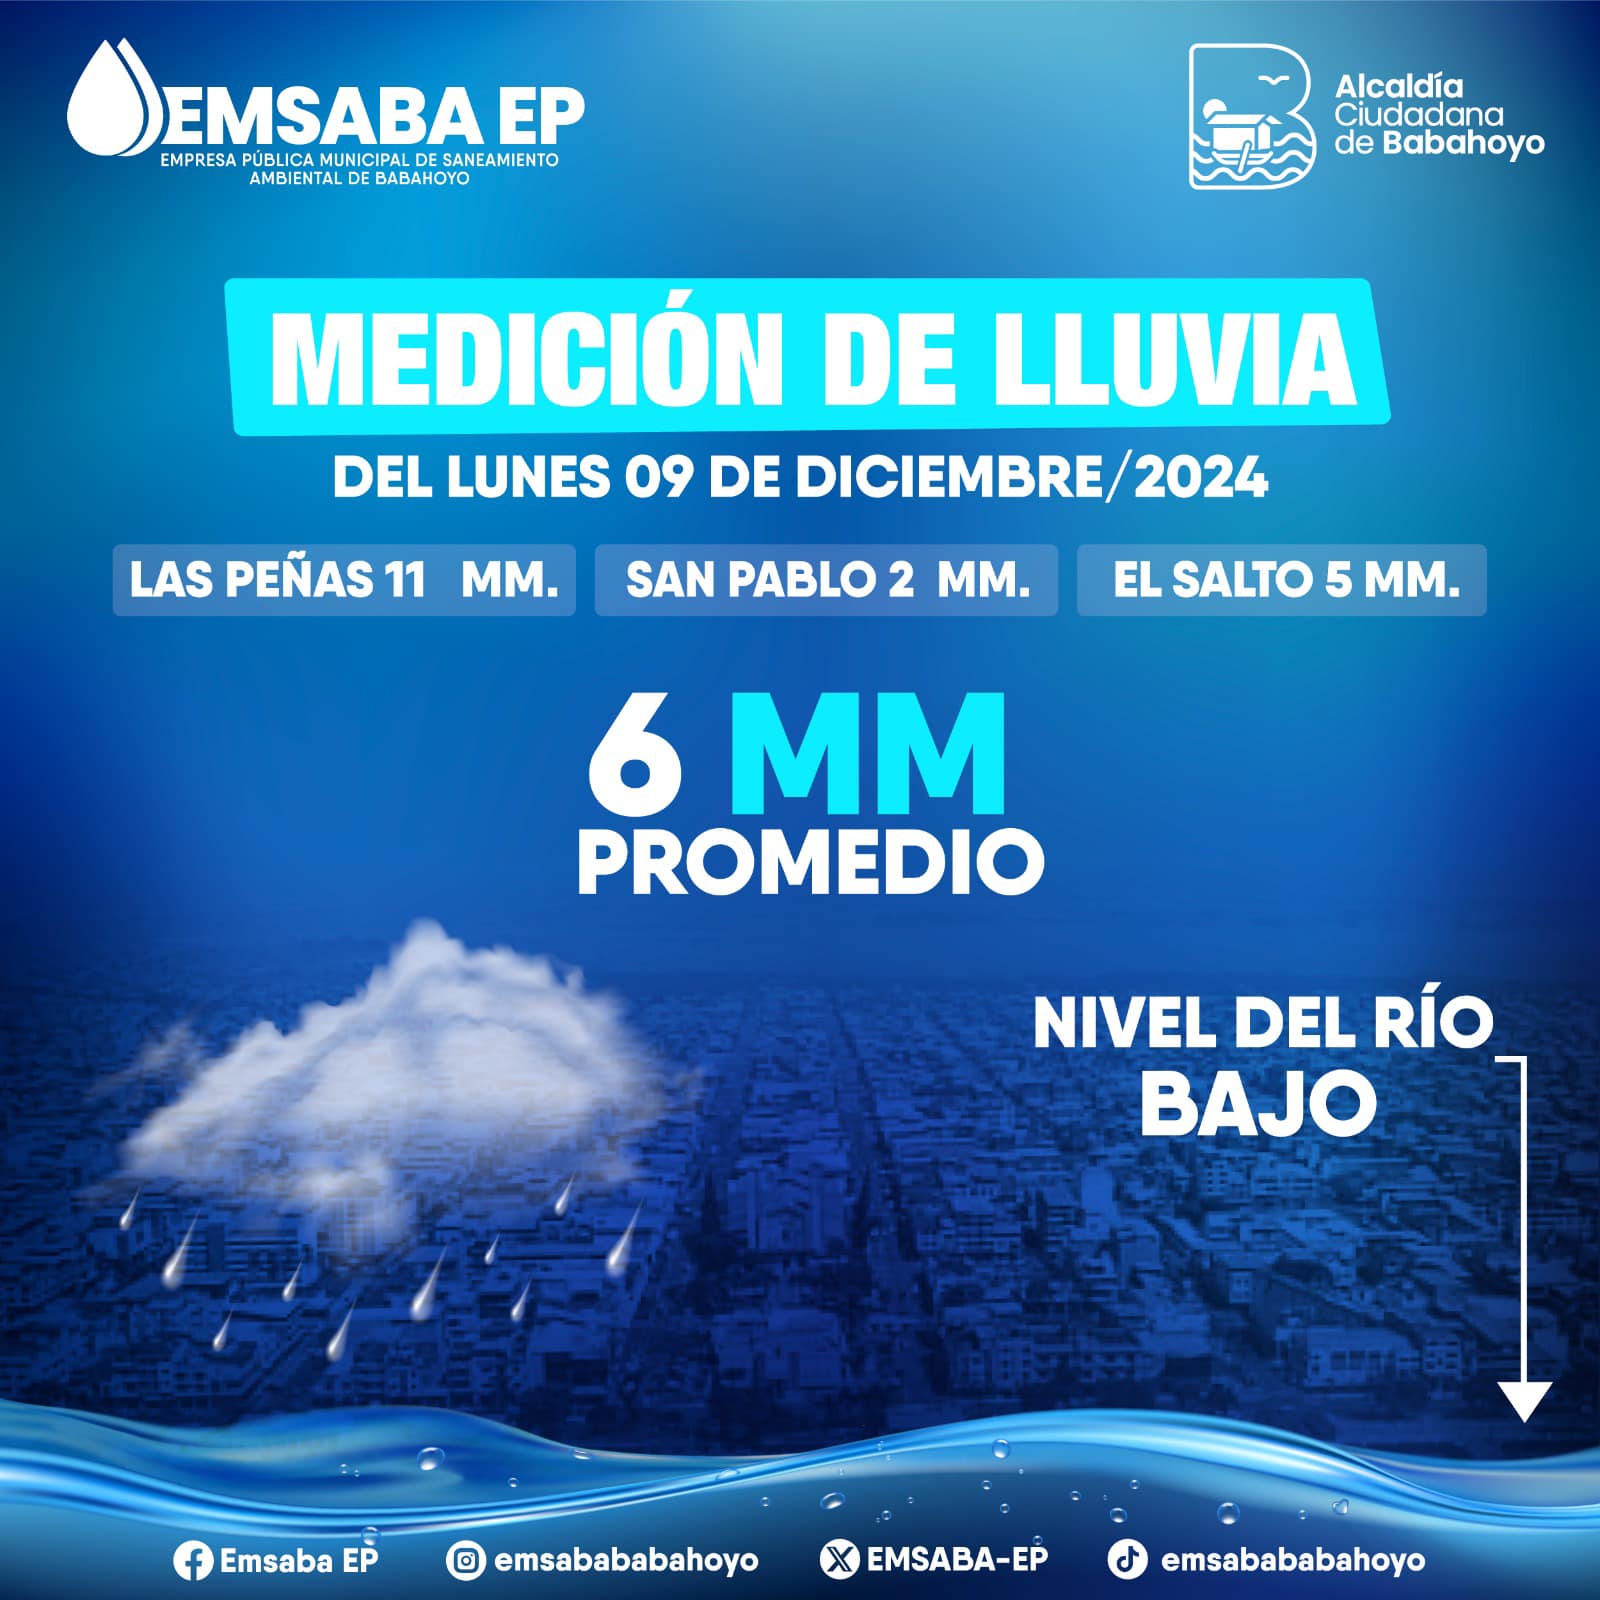 EMSABA EP
EMPRESA PÚBLICA MUNICIPAL DE SANEAMIENTO
AMBIENTAL DE BABAHOYO
Alcaldía
Ciudadana
de Babahoyo
MEDICIÓN DE LLUVIA
DEL LUNES 09 DE DICIEMBRE/2024
LAS PEÑAS 11 MM.
SAN PABLO 2 MM.
EL SALTO 5 MM.
6 MM
PROMEDIO
NIVEL DEL RÍO
BAJO
Emsaba EP
emsabababahoyo
EMSABA-EP
emsabababahoyo